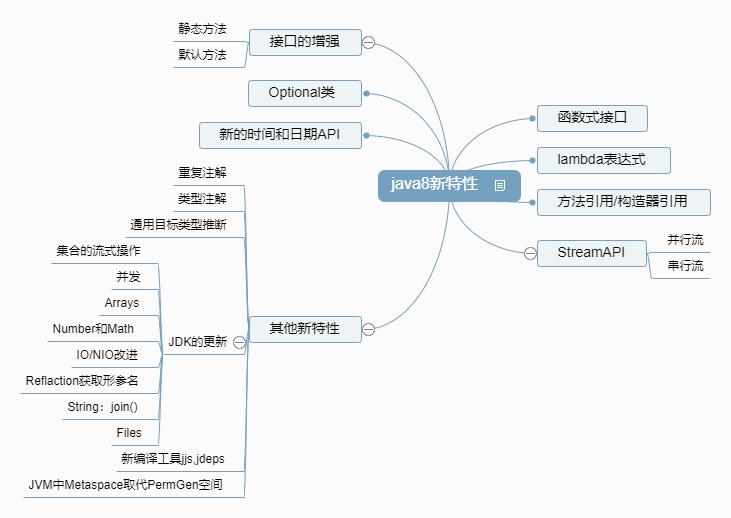 java8新特性
函数式接口
lambda表达式
方法引用/构造器引用
StreamAPI
并行流
串行流
接口的增强
静态方法
默认方法
Optional类
新的时间和日期API
其他新特性
重复注解
类型注解
通用目标类型推断
JDK的更新
集合的流式操作
并发
Arrays
Number和Math
IO/NIO改进
Reflaction获取形参名
String：join()
Files
新编译工具jjs,jdeps
JVM中Metaspace取代PermGen空间